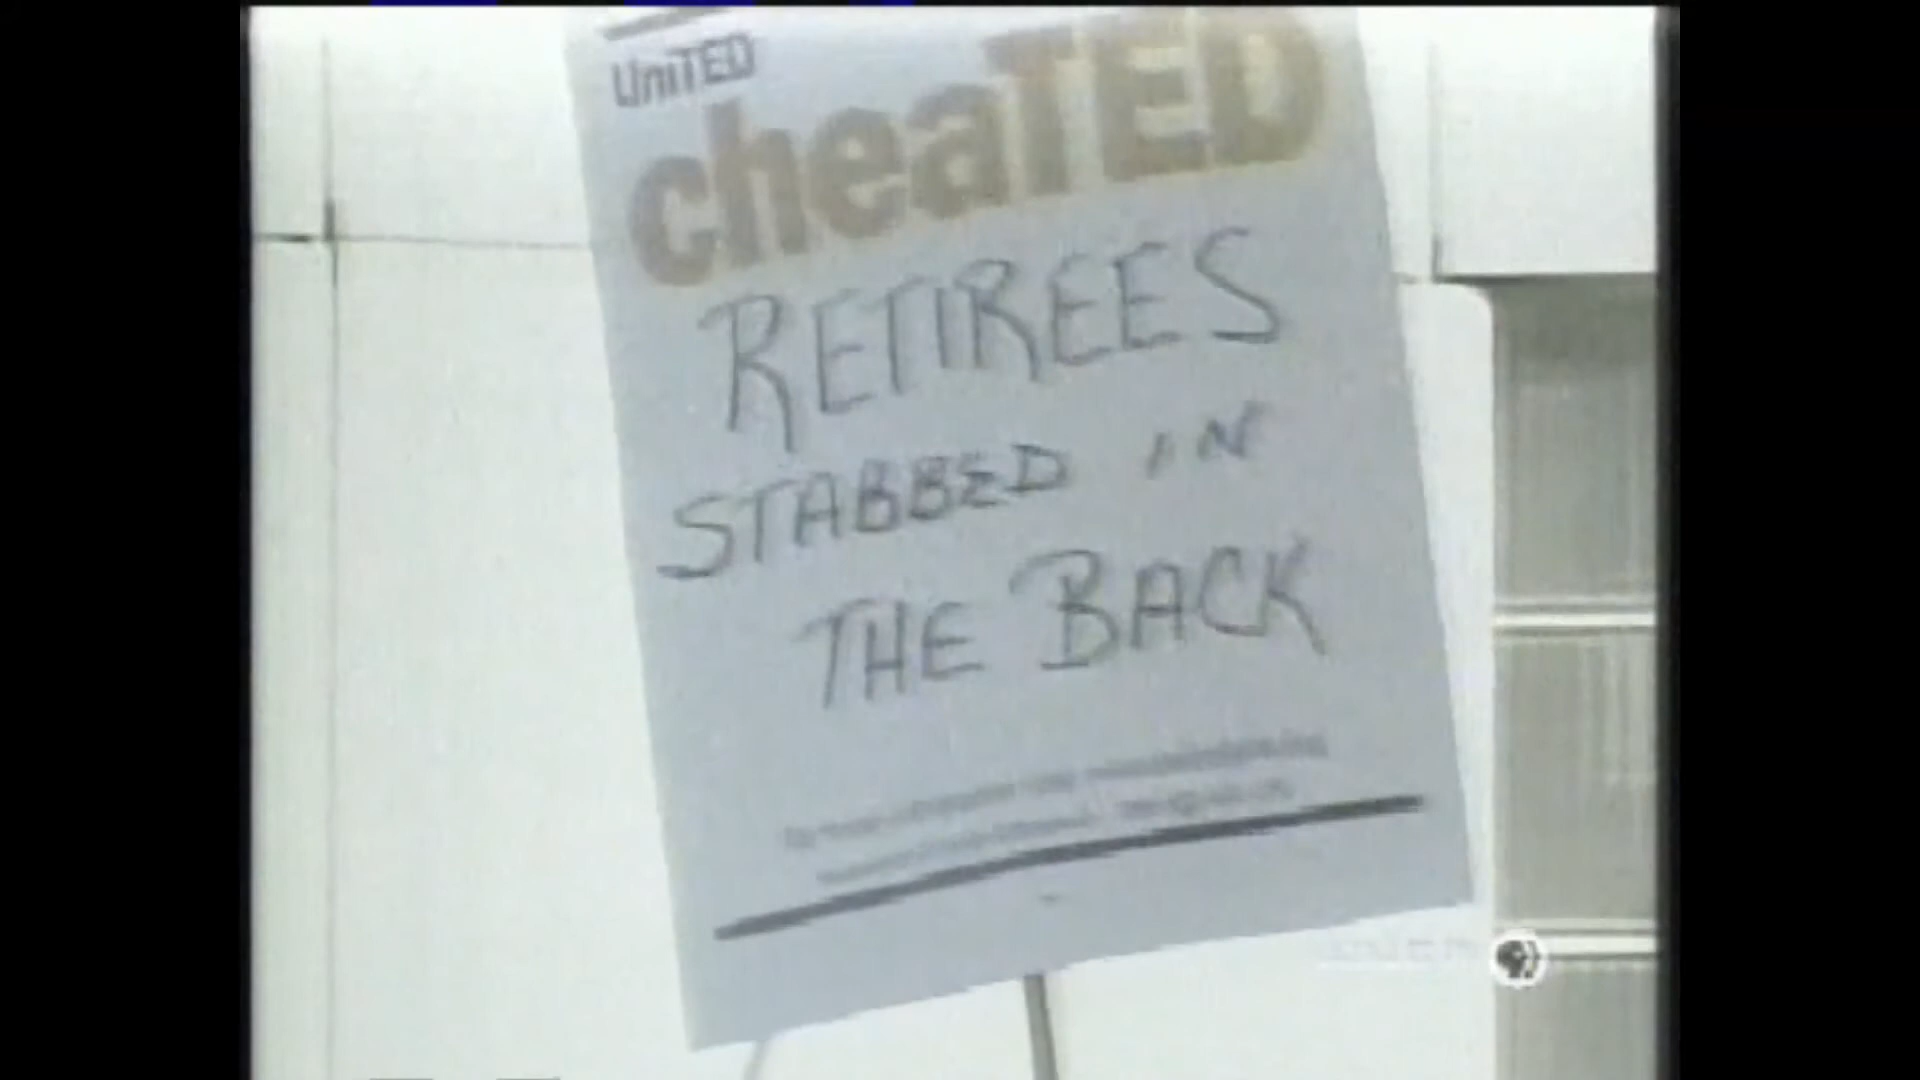 UniTED
cheaTED
RETIREES
STABBED IN
THE BACK